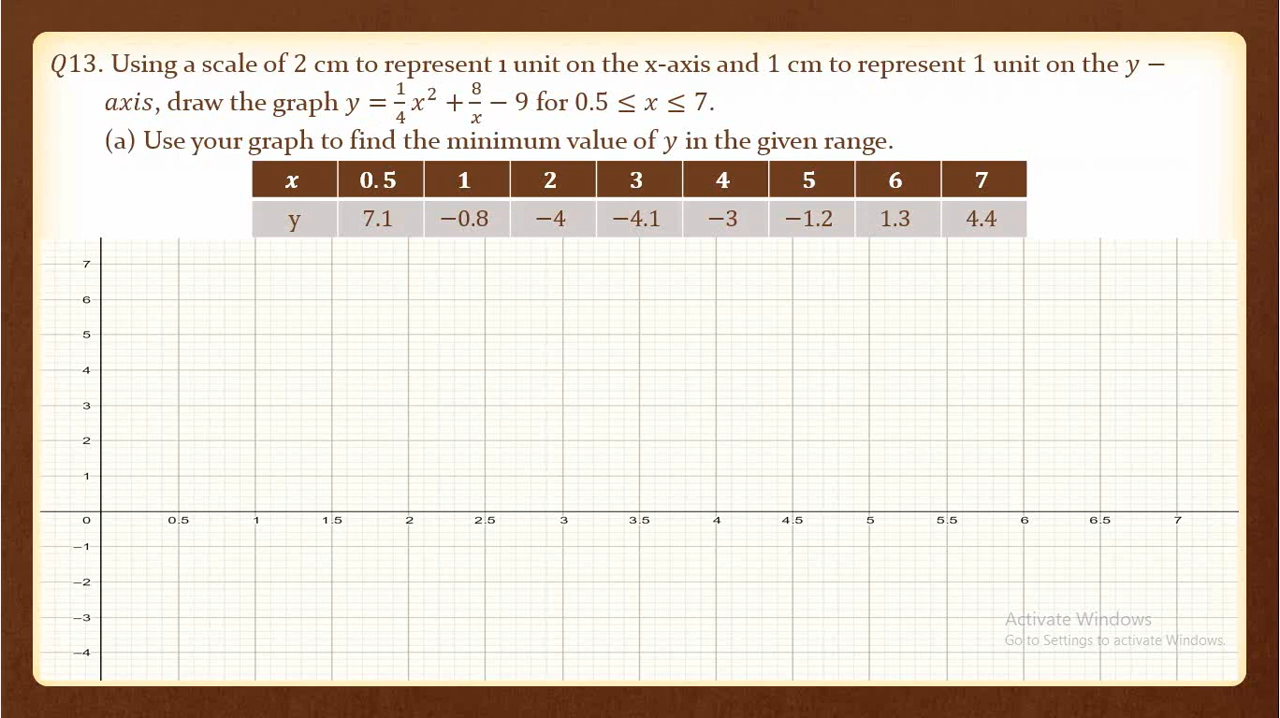 Q13. Using a scale of 2 cm to represent 1 unit on the x-axis and 1 cm to represent 1 unit on the y −
axis, draw the graph y = 1/4 x² + 8/x − 9 for 0.5 ≤ x ≤ 7.
(a) Use your graph to find the minimum value of y in the given range.
x 0.5 1 2 3 4 5 6 7
y 7.1 −0.8 −4 −4.1 −3 −1.2 1.3 4.4
7
6
5
4
3
2
1
0 0.5 1 1.5 2 2.5 3 3.5 4 4.5 5 5.5 6 6.5 7
−1
−2
−3
−4
Activate Windows
Go to Settings to activate Windows.